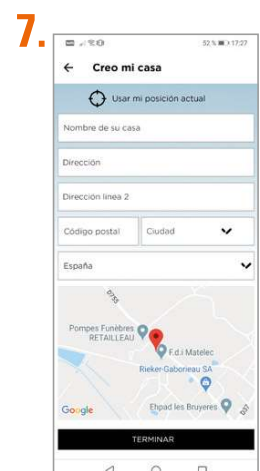 7.
52 % 17:27
← Creo mi casa
Usar mi posición actual
Nombre de su casa
Dirección
Dirección línea 2
Código postal
Ciudad
España
D755
Pompes Funèbres
RETAILLEAU
F.d.i Matelec
Rieker-Gaborieau SA
Google
Ehpad les Bruyeres
D37
TERMINAR